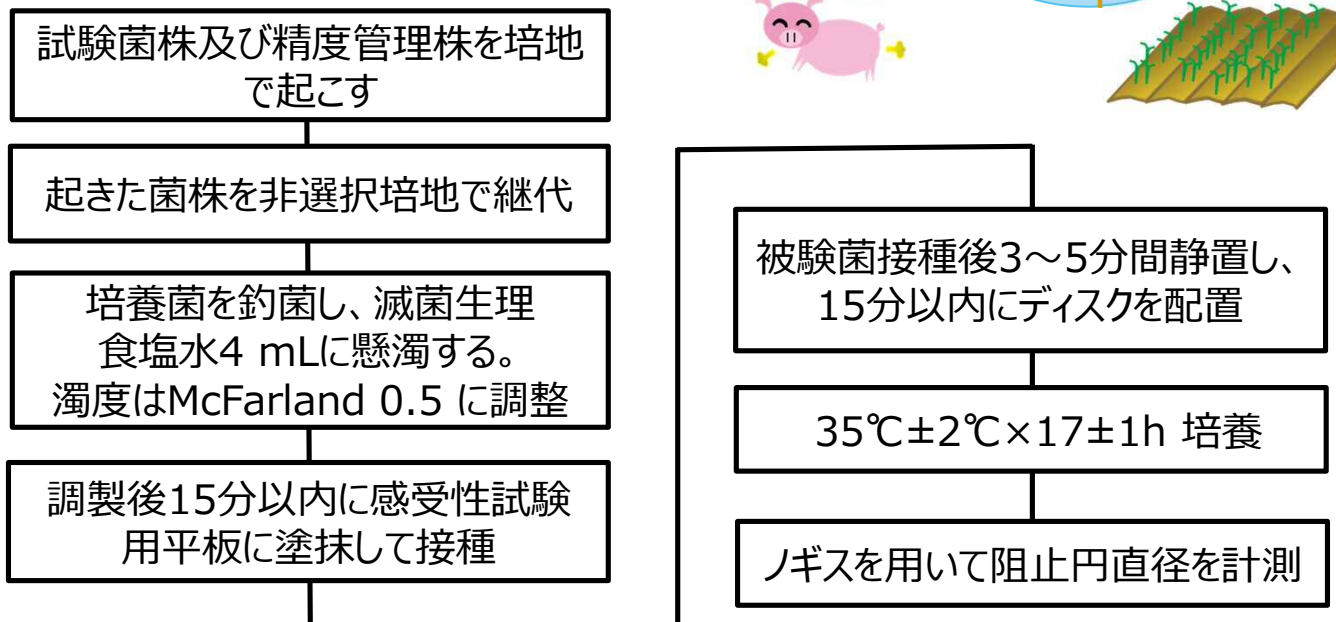 試験菌株及び精度管理株を培地
で起こす
起きた菌株を非選択培地で継代
培養菌を釣菌し、滅菌生理
食塩水4 mLに懸濁する。
濁度はMcFarland 0.5 に調整
調製後15分以内に感受性試験
用平板に塗抹して接種
被験菌接種後3～5分間静置し、
15分以内にディスクを配置
35℃±2℃×17±1h 培養
ノギスを用いて阻止円直径を計測